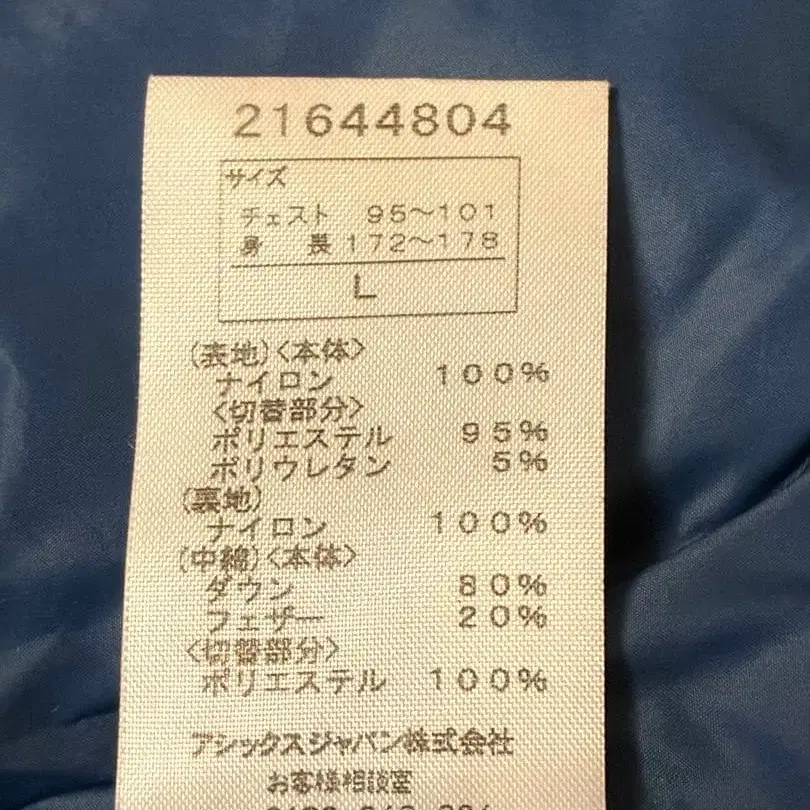 21644804
サイズ
チェスト 95～101
身長 172～178
L
(表地)<本体>
ナイロン 100%
<切替部分>
ポリエステル 95%
ポリウレタン 5%
(裏地)
ナイロン 100%
(中綿)<本体>
ダウン 80%
フェザー 20%
<切替部分>
ポリエステル 100%
アシックスジャパン株式会社
お客様相談室